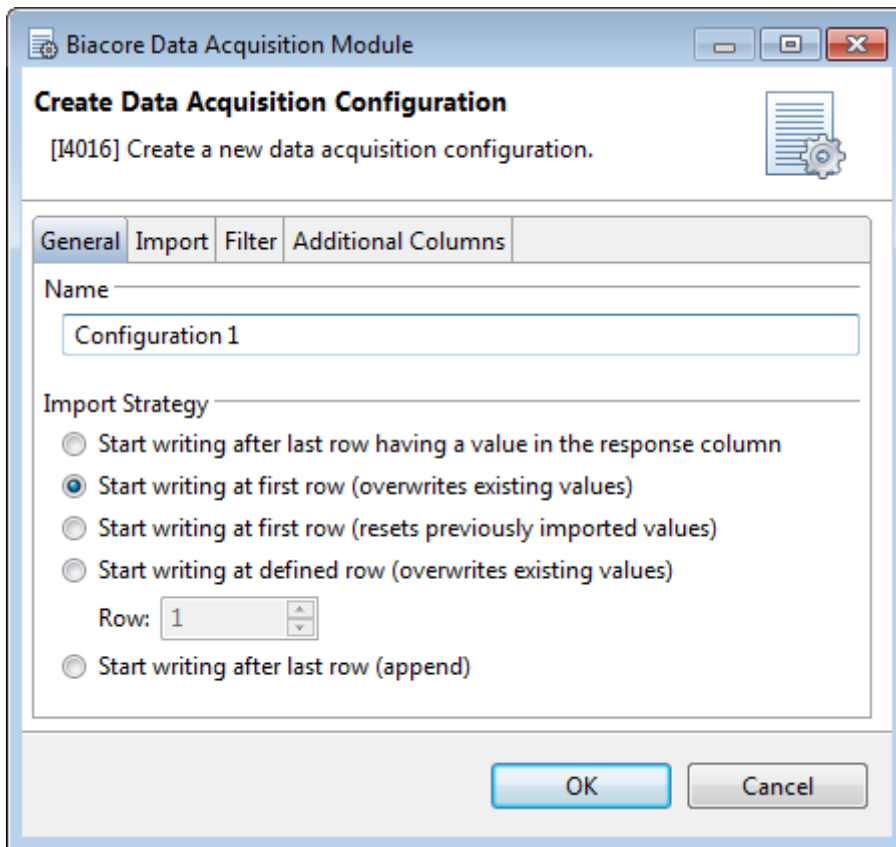 Biacore Data Acquisition Module
Create Data Acquisition Configuration
[I4016] Create a new data acquisition configuration.
General Import Filter Additional Columns
Name
Configuration 1
Import Strategy
Start writing after last row having a value in the response column
Start writing at first row (overwrites existing values)
Start writing at first row (resets previously imported values)
Start writing at defined row (overwrites existing values)
Row: 1
Start writing after last row (append)
OK Cancel